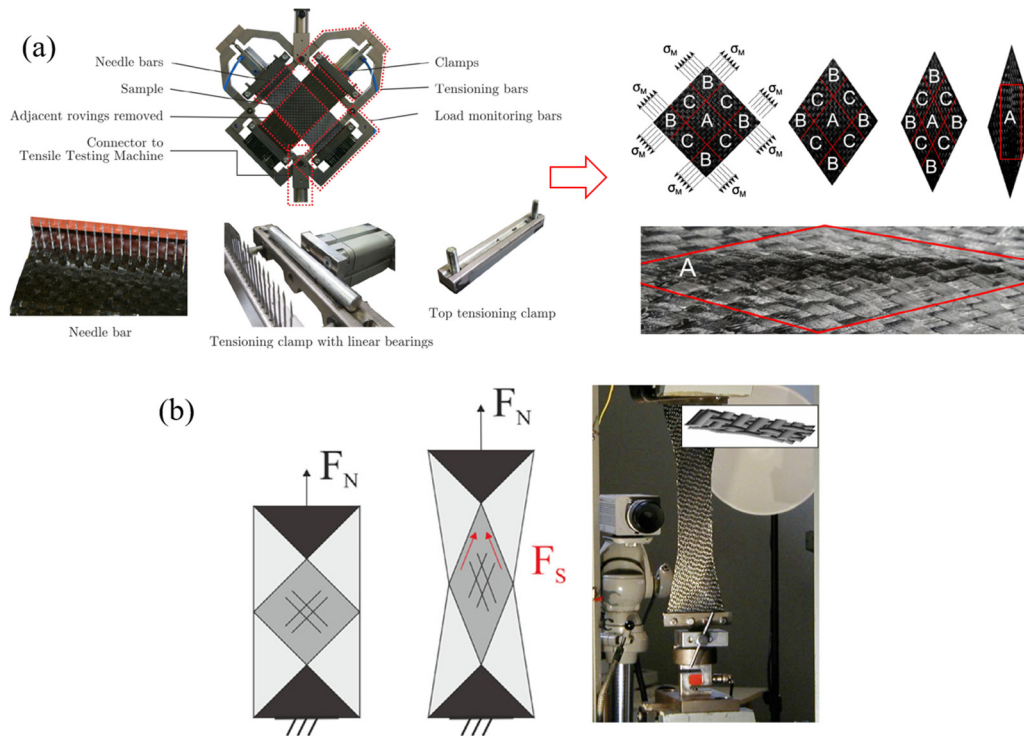 (a)
Needle bars
Sample
Adjacent rovings removed
Connector to
Tensile Testing Machine
Clamps
Tensioning bars
Load monitoring bars
Needle bar
Tensioning clamp with linear bearings
Top tensioning clamp
σM
σM
σM
σM
σM
σM
σM
σM
B
C C
B A B
C C
B
B
C C
A
C C
B
B
C C
B A B
C C
B
A
A
(b)
FN
FN
FS